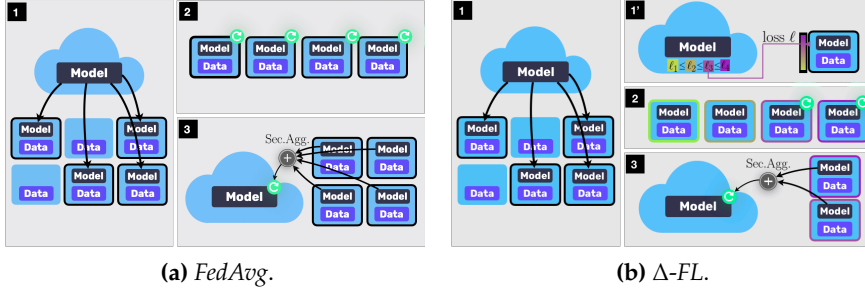 1
Model
Model
Data
Data
Model
Data
Data
Model
Data
Model
Data
2
Model
Data
Model
Data
Model
Data
Model
Data
3
Sec.Agg.
+
Model
Model
Data
Model
Data
Model
Data
Model
Data
(a) FedAvg.
1
Model
Model
Data
Data
Model
Data
Data
Model
Data
Model
Data
1'
Model
ℓ1≤ℓ2≤ℓ3≤ℓ4
loss ℓ
Model
Data
2
Model
Data
Model
Data
Model
Data
Model
Data
3
Sec.Agg.
+
Model
Model
Data
Model
Data
(b) Δ-FL.